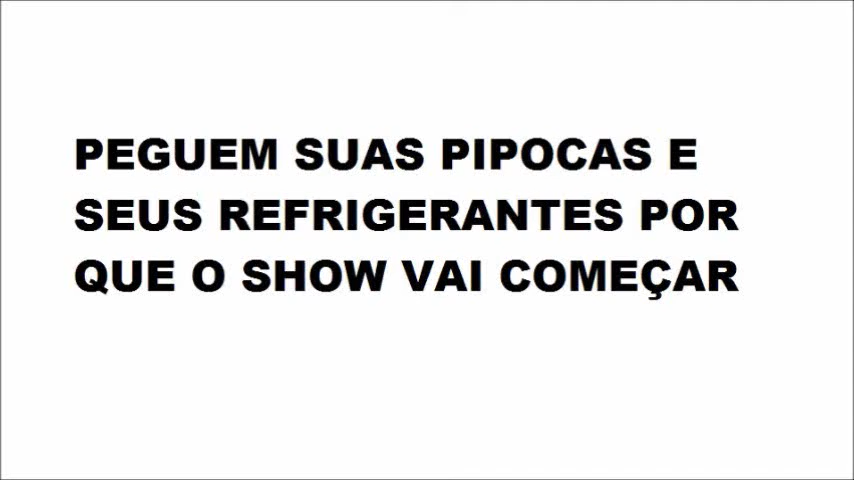 PEGUEM SUAS PIPOCAS E
SEUS REFRIGERANTES POR
QUE O SHOW VAI COMEÇAR